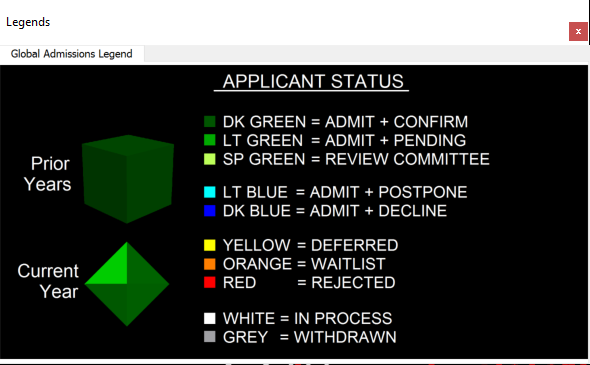 Legends
x
Global Admissions Legend
APPLICANT STATUS
DK GREEN = ADMIT + CONFIRM
LT GREEN = ADMIT + PENDING
SP GREEN = REVIEW COMMITTEE
Prior
Years
LT BLUE = ADMIT + POSTPONE
DK BLUE = ADMIT + DECLINE
YELLOW = DEFERRED
ORANGE = WAITLIST
RED = REJECTED
Current
Year
WHITE = IN PROCESS
GREY = WITHDRAWN